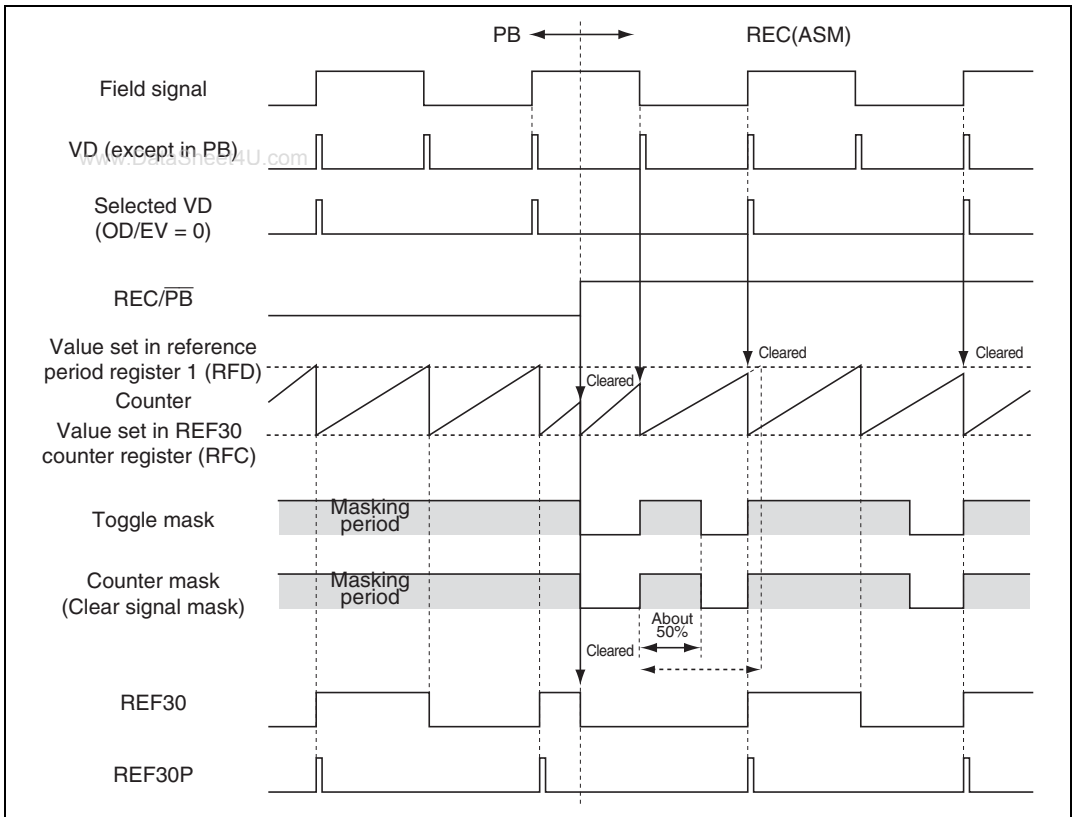 PB REC(ASM)
Field signal
VD (except in PB)
www.DataSheet4U.com
Selected VD
(OD/EV = 0)
REC/PB
Value set in reference
period register 1 (RFD)
Cleared
Cleared
Cleared
Counter
Value set in REF30
counter register (RFC)
Toggle mask
Masking
period
Counter mask
(Clear signal mask)
Masking
period
About
50%
Cleared
REF30
REF30P